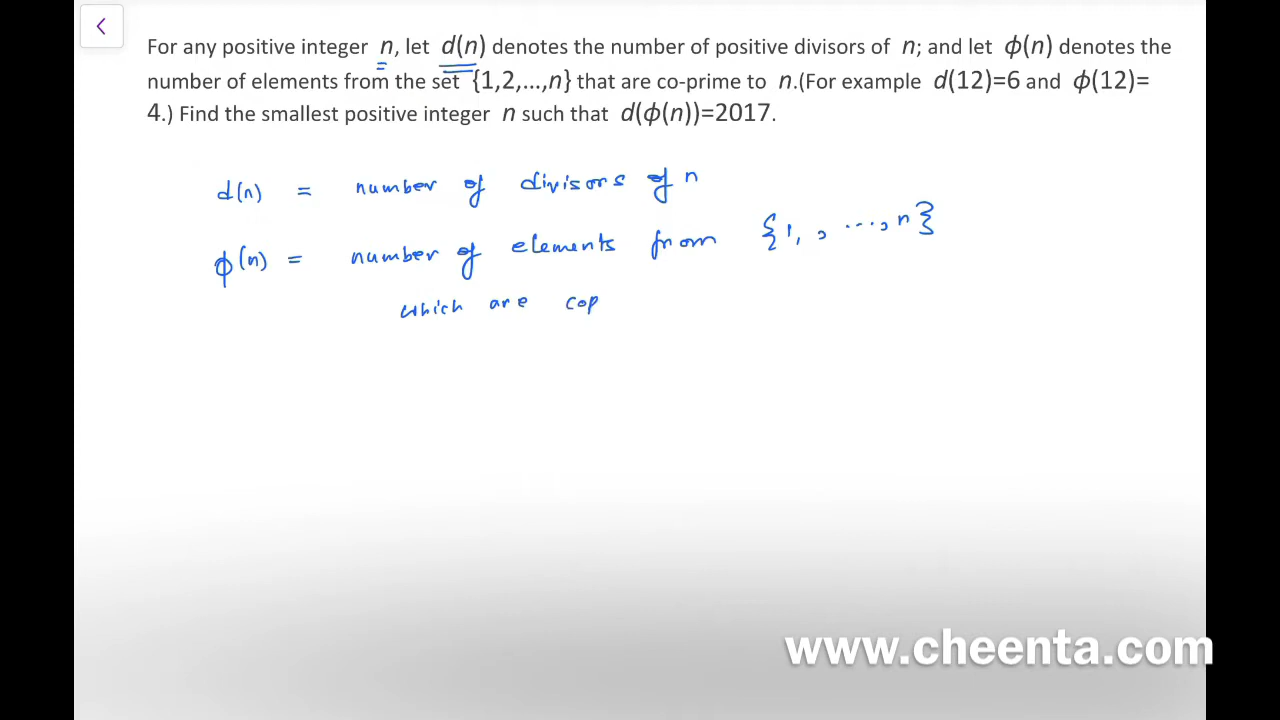 For any positive integer n, let d(n) denotes the number of positive divisors of n; and let ϕ(n) denotes the
number of elements from the set {1,2,...,n} that are co-prime to n.(For example d(12)=6 and ϕ(12)=
4.) Find the smallest positive integer n such that d(ϕ(n))=2017.
d(n) = number of divisors of n
ϕ(n) = number of elements from {1, , ..., n}
which are cop
www.cheenta.com